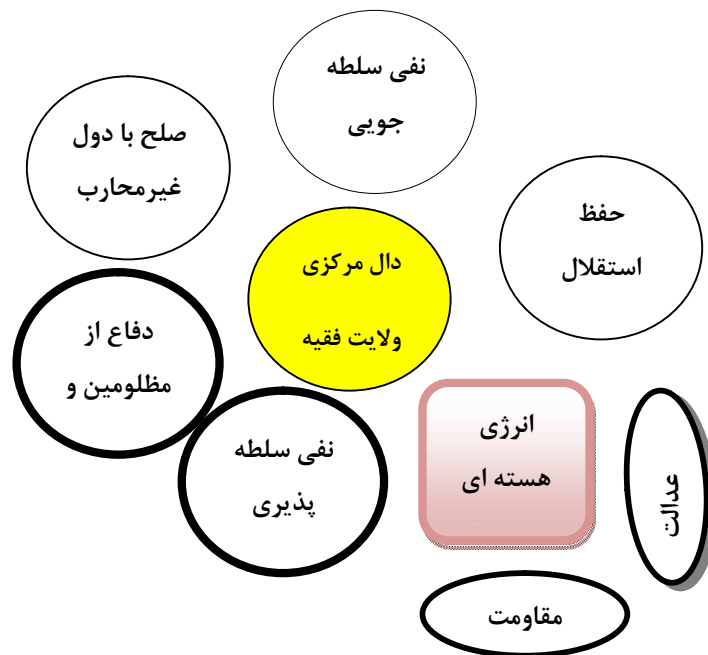 نفی سلطه
جویی
صلح با دول
غیرمحارب
حفظ
استقلال
دال مرکزی
ولایت فقیه
دفاع از
مظلومین و
نفی سلطه
پذیری
انرژی
هسته ای
عدالت
مقاومت